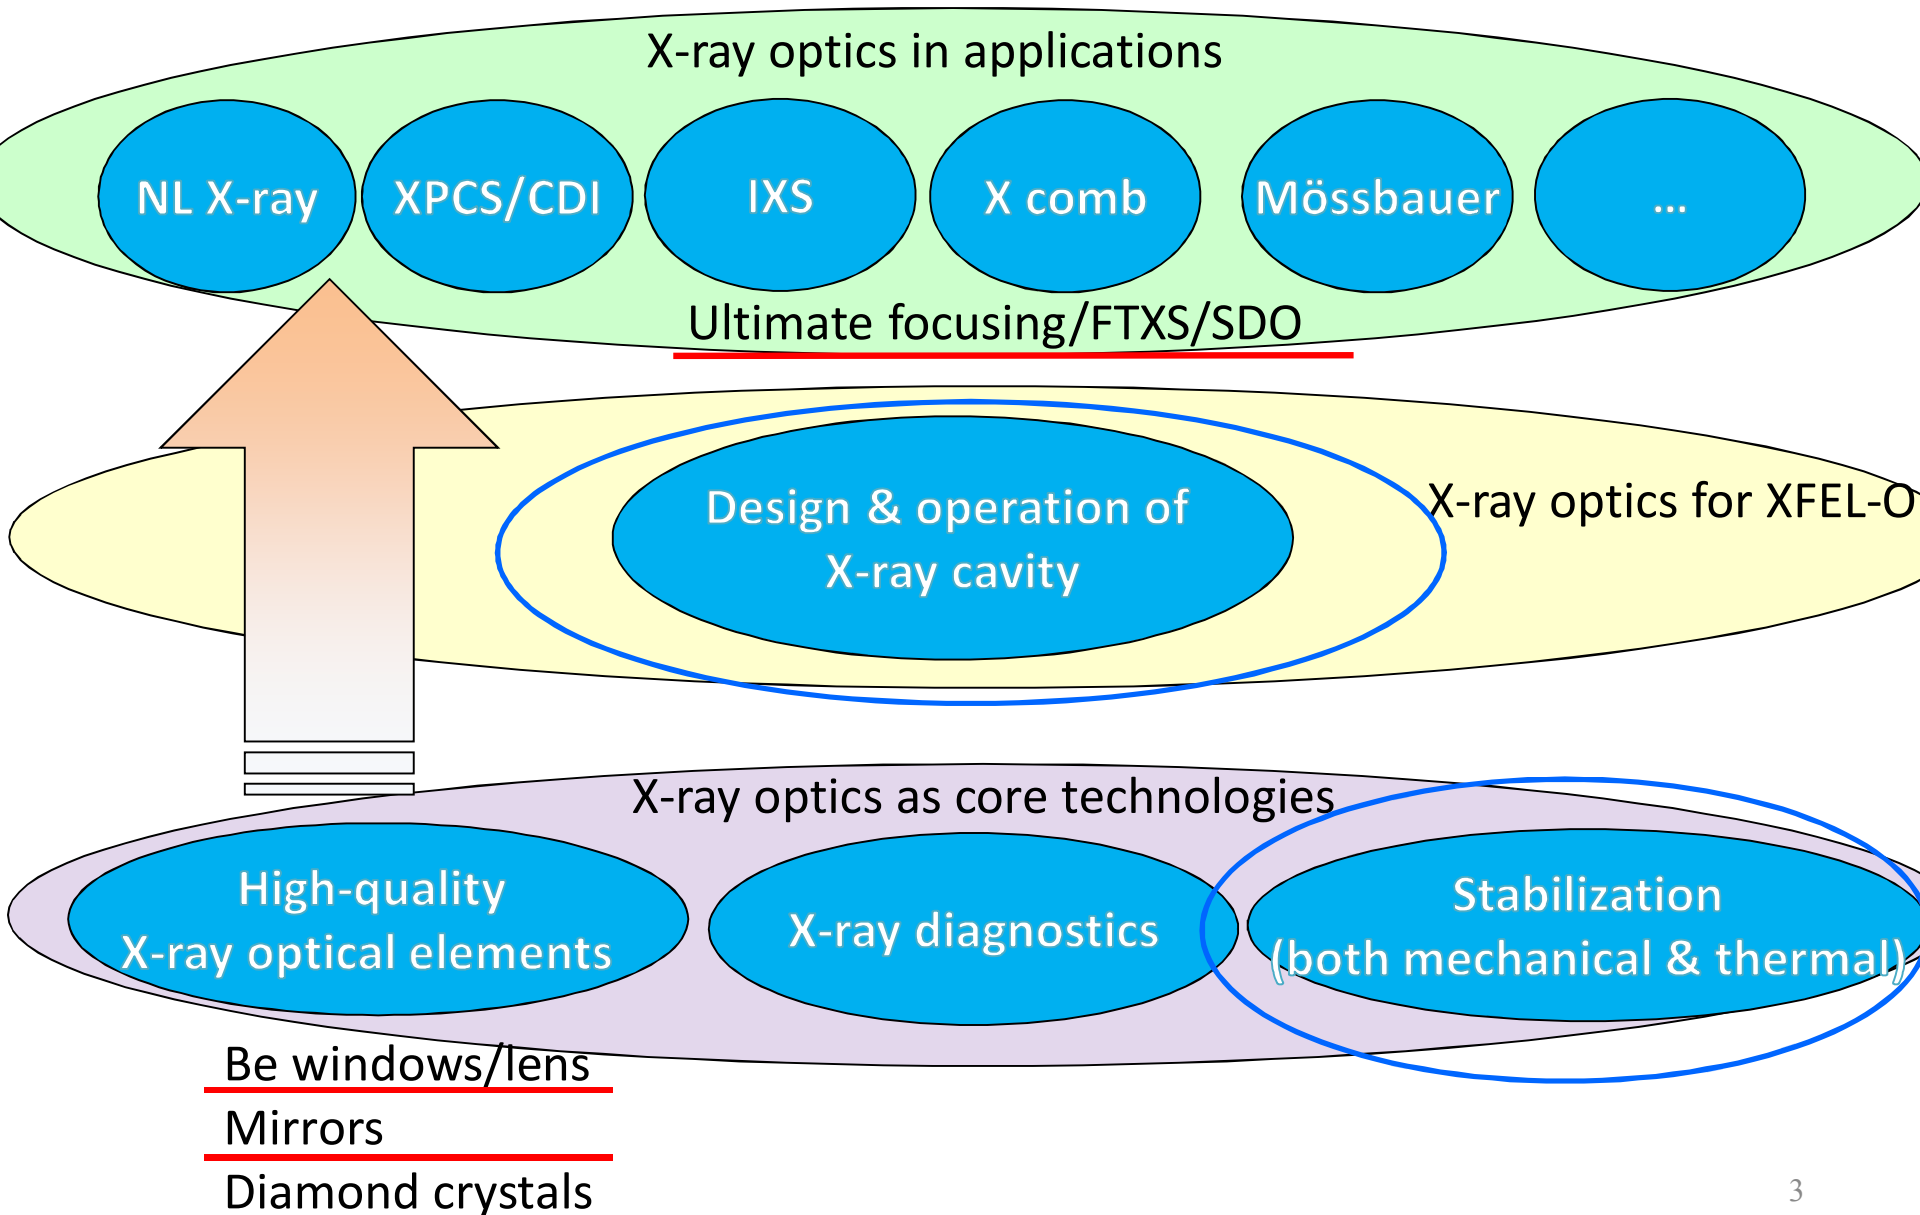 X-ray optics in applications
NL X-ray
XPCS/CDI
IXS
X comb
Mössbauer
...
Ultimate focusing/FTXS/SDO
Design & operation of
X-ray cavity
X-ray optics for XFEL-O
X-ray optics as core technologies
High-quality
X-ray optical elements
X-ray diagnostics
Stabilization
(both mechanical & thermal)
Be windows/lens
Mirrors
Diamond crystals
3